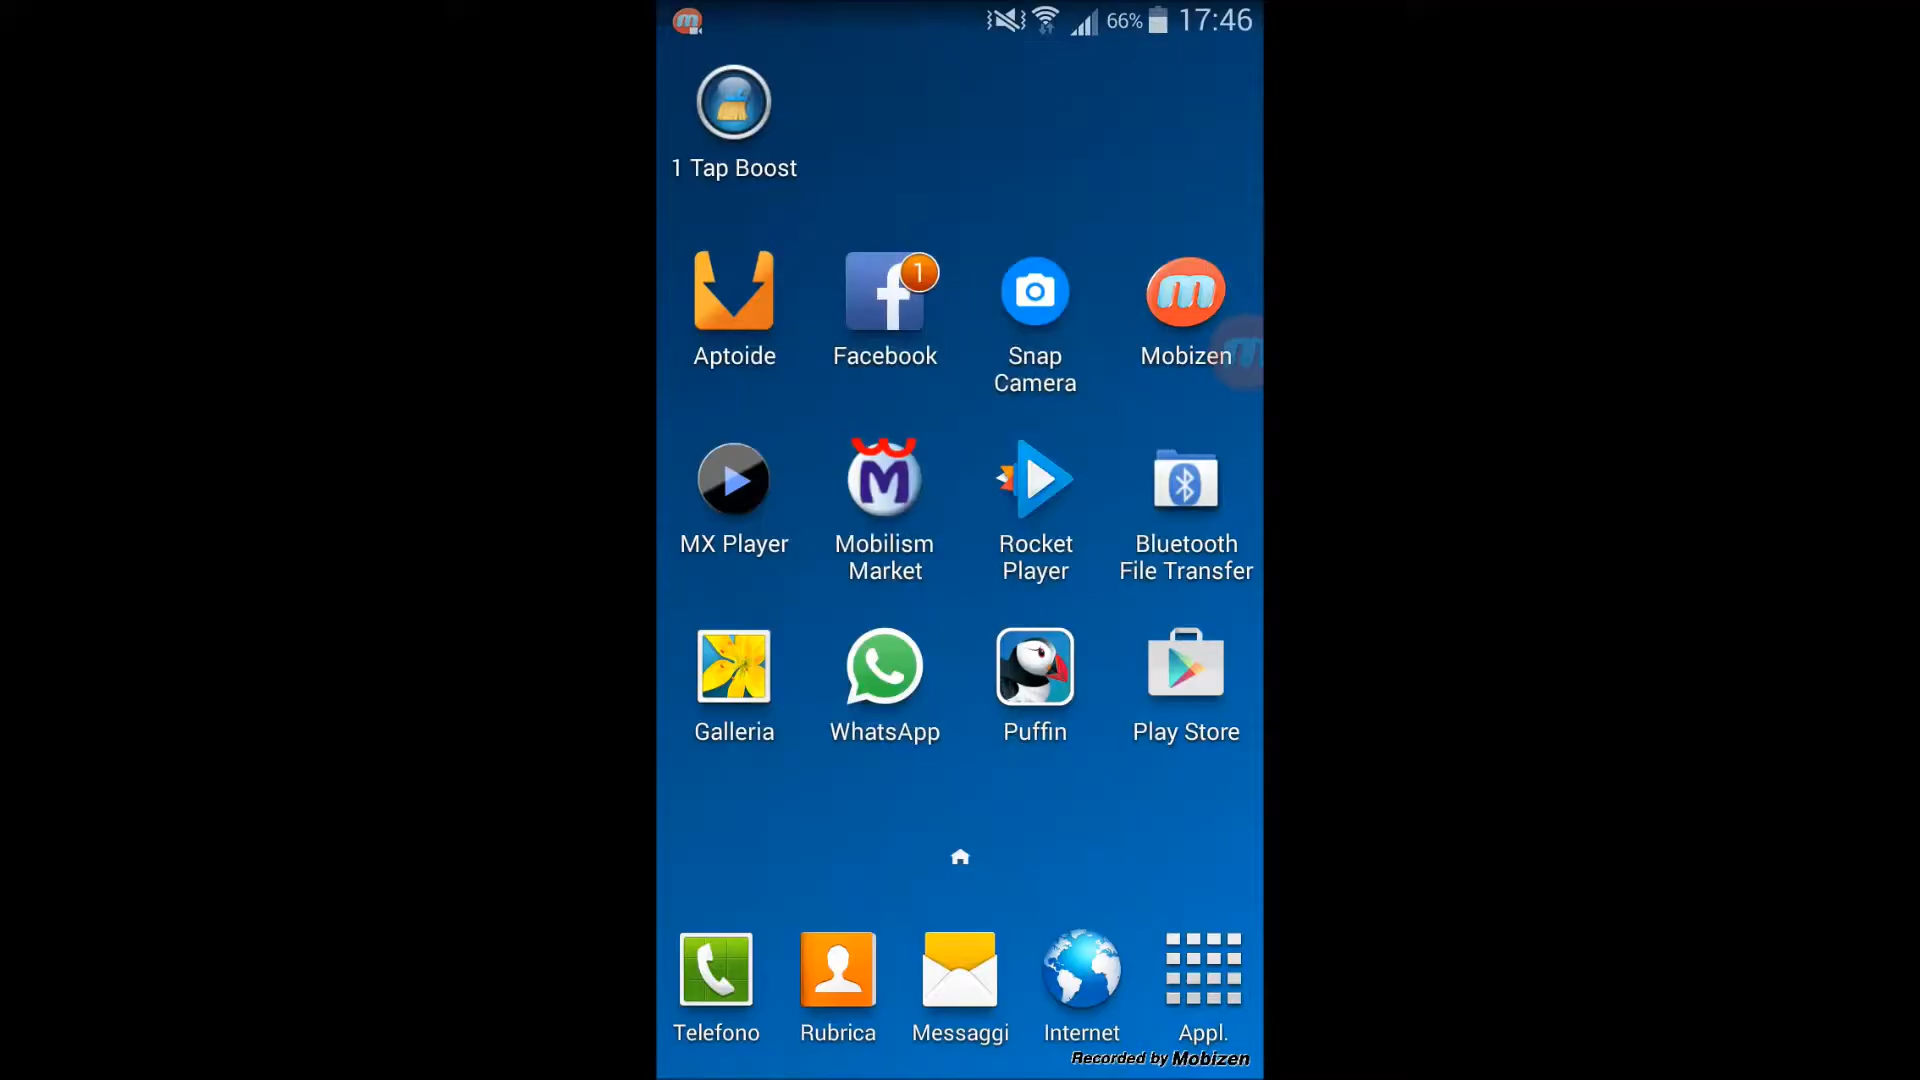 66% 17:46
1 Tap Boost
1
Aptoide Facebook Snap Camera Mobizen
MX Player Mobilism Market Rocket Player Bluetooth File Transfer
Galleria WhatsApp Puffin Play Store
Telefono Rubrica Messaggi Internet Appl.
Recorded by Mobizen